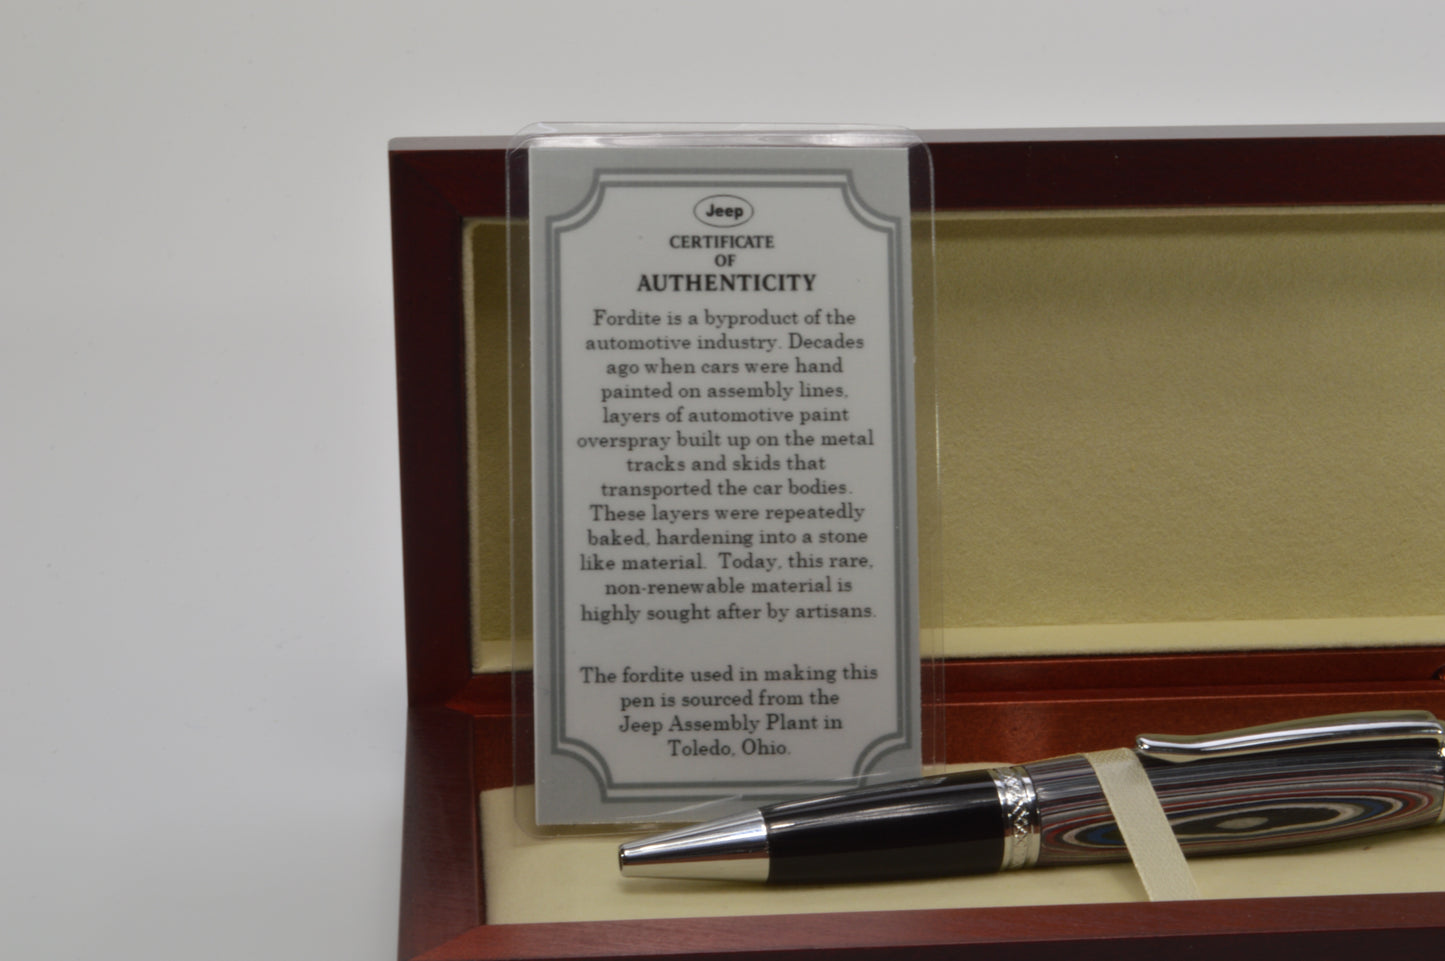 Jeep
CERTIFICATE
OF
AUTHENTICITY
Fordite is a byproduct of the
automotive industry. Decades
ago when cars were hand
painted on assembly lines,
layers of automotive paint
overspray built up on the metal
tracks and skids that
transported the car bodies.
These layers were repeatedly
baked, hardening into a stone
like material. Today, this rare,
non-renewable material is
highly sought after by artisans.
The fordite used in making this
pen is sourced from the
Jeep Assembly Plant in
Toledo, Ohio.